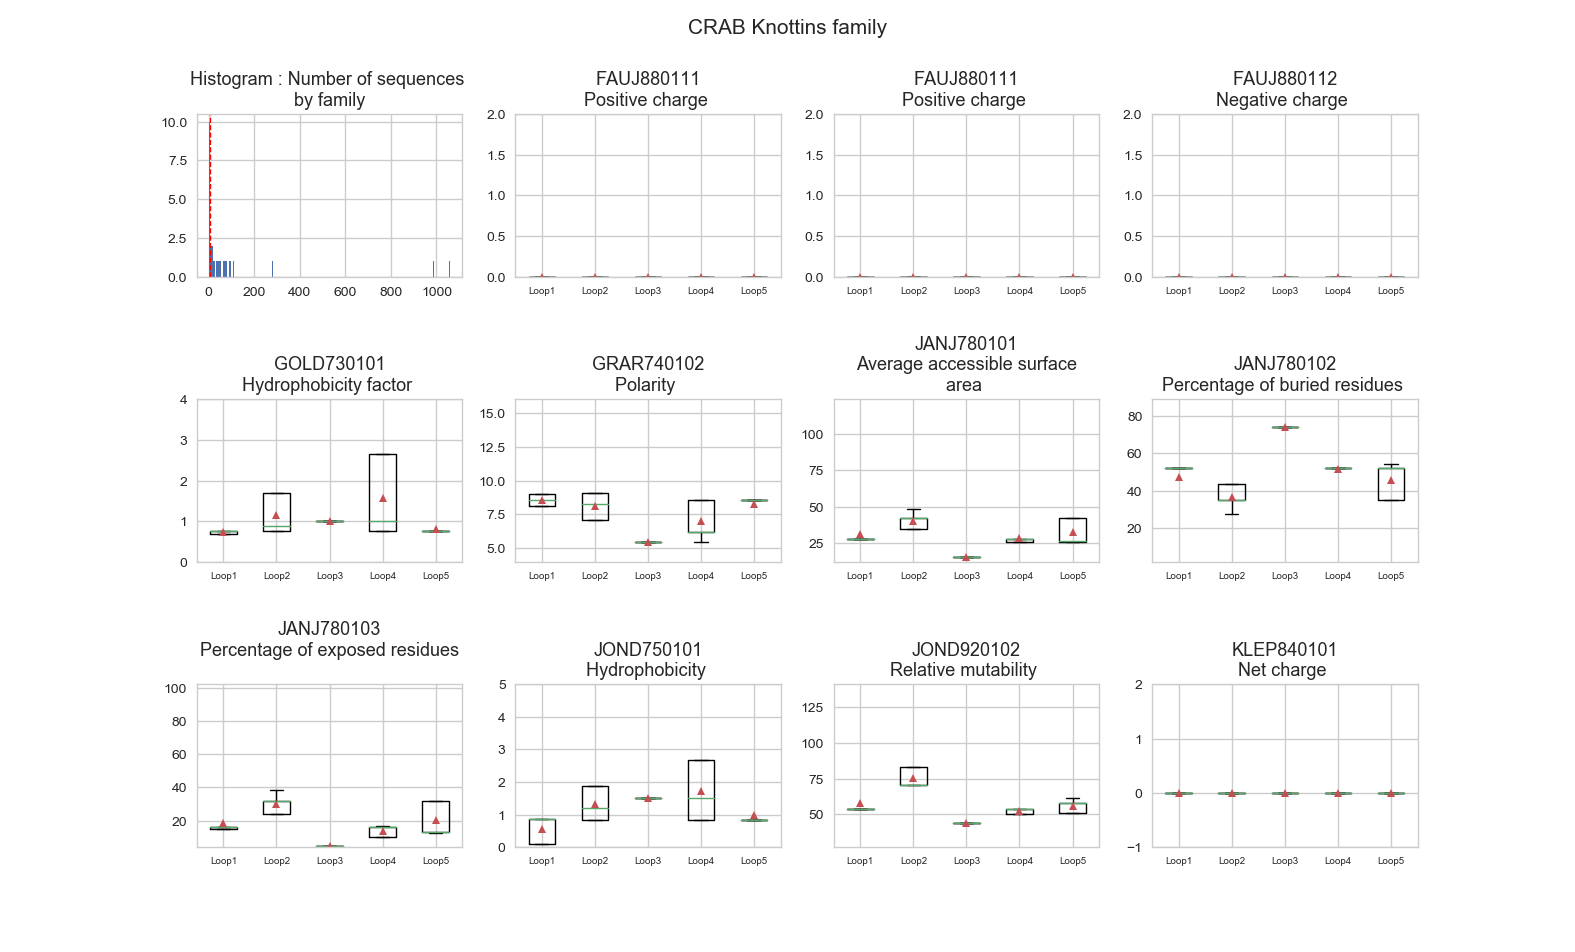 CRAB Knottins family
Histogram : Number of sequences
by family
10.0
7.5
5.0
2.5
0.0
0 200 400 600 800 1000
FAUJ880111
Positive charge
2.0
1.5
1.0
0.5
0.0
Loop1 Loop2 Loop3 Loop4 Loop5
FAUJ880111
Positive charge
2.0
1.5
1.0
0.5
0.0
Loop1 Loop2 Loop3 Loop4 Loop5
FAUJ880112
Negative charge
2.0
1.5
1.0
0.5
0.0
Loop1 Loop2 Loop3 Loop4 Loop5
GOLD730101
Hydrophobicity factor
4
3
2
1
0
Loop1 Loop2 Loop3 Loop4 Loop5
GRAR740102
Polarity
15.0
12.5
10.0
7.5
5.0
Loop1 Loop2 Loop3 Loop4 Loop5
JANJ780101
Average accessible surface
area
100
75
50
25
Loop1 Loop2 Loop3 Loop4 Loop5
JANJ780102
Percentage of buried residues
80
60
40
20
Loop1 Loop2 Loop3 Loop4 Loop5
JANJ780103
Percentage of exposed residues
100
80
60
40
20
Loop1 Loop2 Loop3 Loop4 Loop5
JOND750101
Hydrophobicity
5
4
3
2
1
0
Loop1 Loop2 Loop3 Loop4 Loop5
JOND920102
Relative mutability
125
100
75
50
Loop1 Loop2 Loop3 Loop4 Loop5
KLEP840101
Net charge
2
1
0
−1
Loop1 Loop2 Loop3 Loop4 Loop5